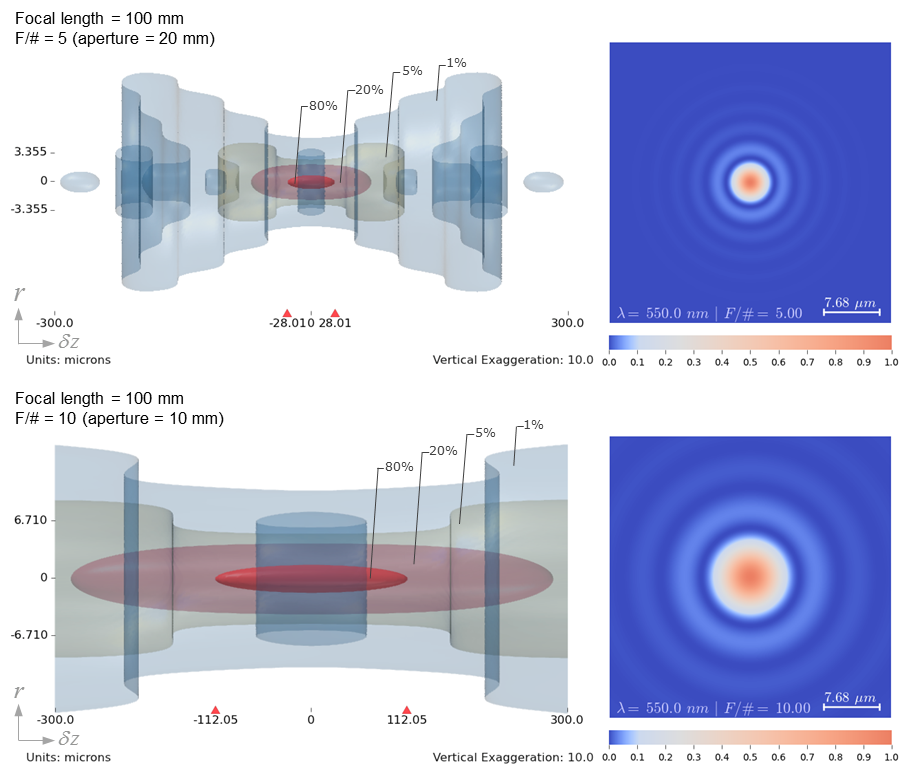 Focal length = 100 mm
F/# = 5 (aperture = 20 mm)
1%
5%
20%
80%
3.355
0
-3.355
r
-300.0
-28.01 0 28.01
300.0
δz
Units: microns
Vertical Exaggeration: 10.0
λ= 550.0 nm | F/#= 5.00
7.68 μm
0.0 0.1 0.2 0.3 0.4 0.5 0.6 0.7 0.8 0.9 1.0
Focal length = 100 mm
F/# = 10 (aperture = 10 mm)
1%
5%
20%
80%
6.710
0
-6.710
r
-300.0
-112.05
0
112.05
300.0
δz
Units: microns
Vertical Exaggeration: 10.0
λ= 550.0 nm | F/#= 10.00
7.68 μm
0.0 0.1 0.2 0.3 0.4 0.5 0.6 0.7 0.8 0.9 1.0